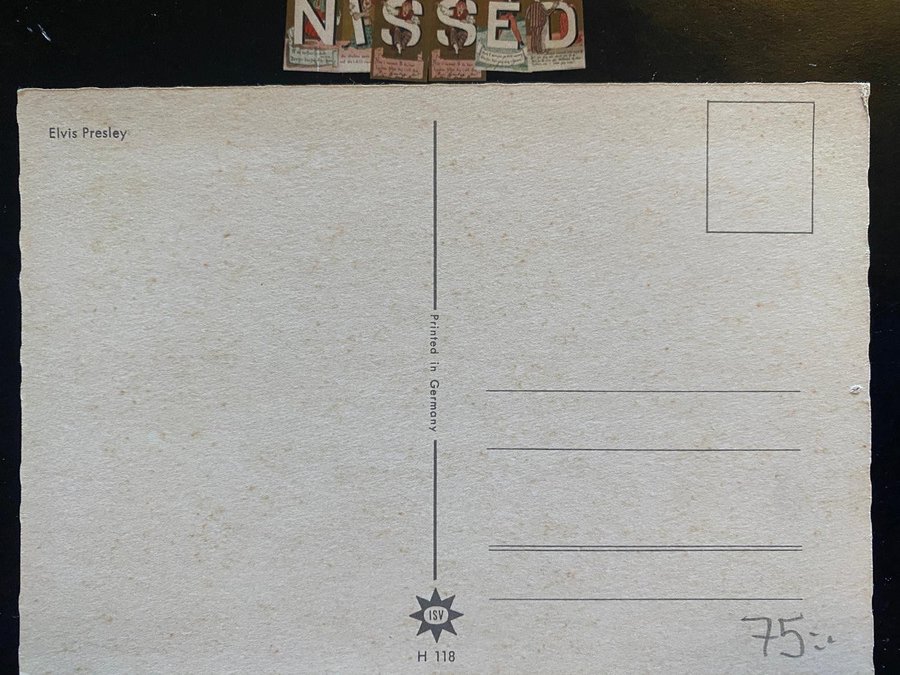 NISSED
Elvis Presley
Printed in Germany
ISV
H 118
75:-